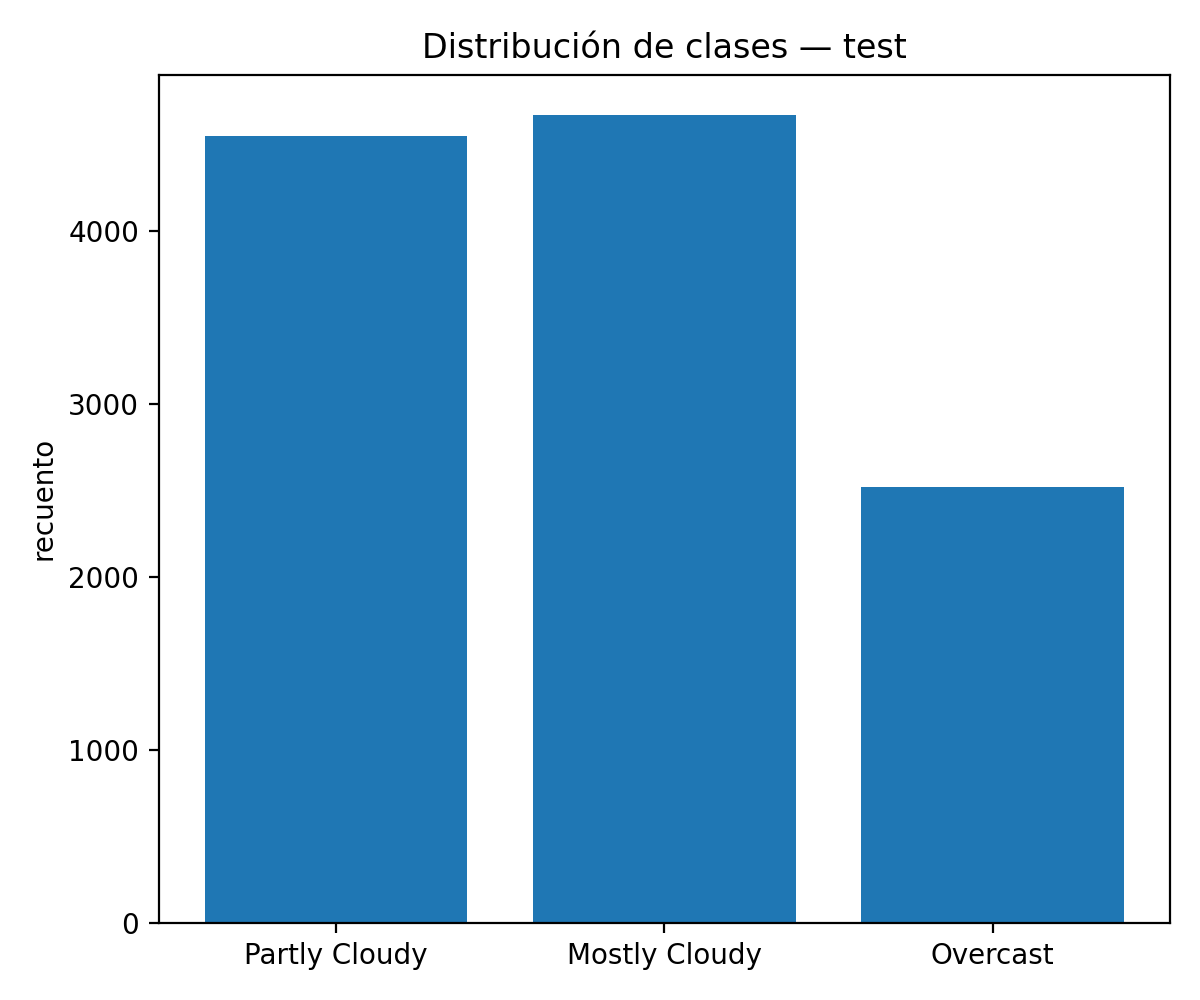 Distribución de clases — test
recuento
4000
3000
2000
1000
0
Partly Cloudy
Mostly Cloudy
Overcast